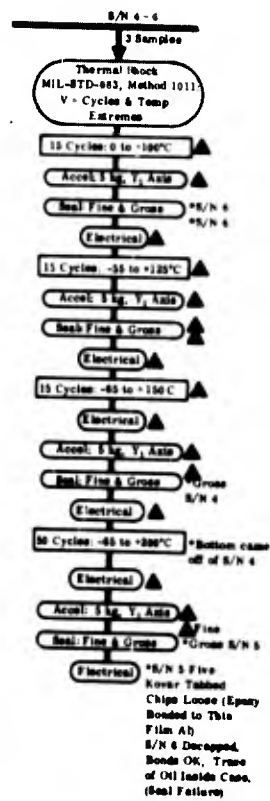 S/N 4-6
3 Samples
Thermal Shock
MIL-STD-883, Method 1011:
V = Cycles & Temp
Extremes
15 Cycles: 0 to +100°C
Accel: 5 kg, Y₁ Axis
Seal: Fine & Gross
*S/N 6
*S/N 6
Electrical
15 Cycles: -55 to +125°C
Accel: 5 kg, Y₁ Axis
Seal: Fine & Gross
Electrical
15 Cycles: -65 to +150C
Electrical
Accel: 5 kg, Y₁ Axis
Seal: Fine & Gross
*Gross
S/N 4
Electrical
50 Cycles: -65 to +200°C
*Bottom came
off of S/N 4
Electrical
Accel: 5 kg, Y₁ Axis
Fine
Seal: Fine & Gross
*Gross S/N 5
Electrical
*S/N 5 Five
Kovar Tabbed
Chips Loose (Epoxy
Bonded to Thin
Film Al)
S/N 6 Decapped,
Bonds OK, Trace
of Oil Inside Case,
(Seal Failure)